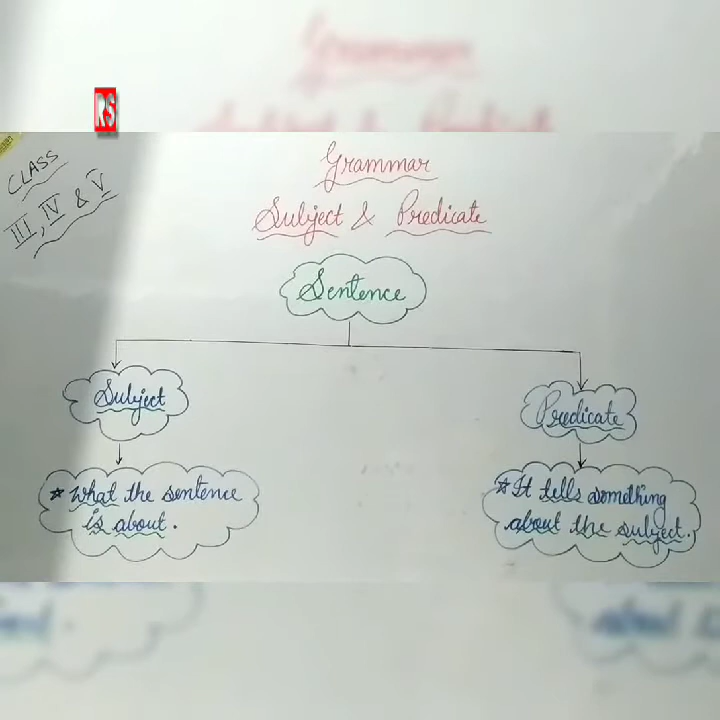 RS
CLASS
III, IV & V
Grammar
Subject & Predicate
Sentence
Subject
Predicate
* What the sentence
is about.
* It tells something
about the subject.